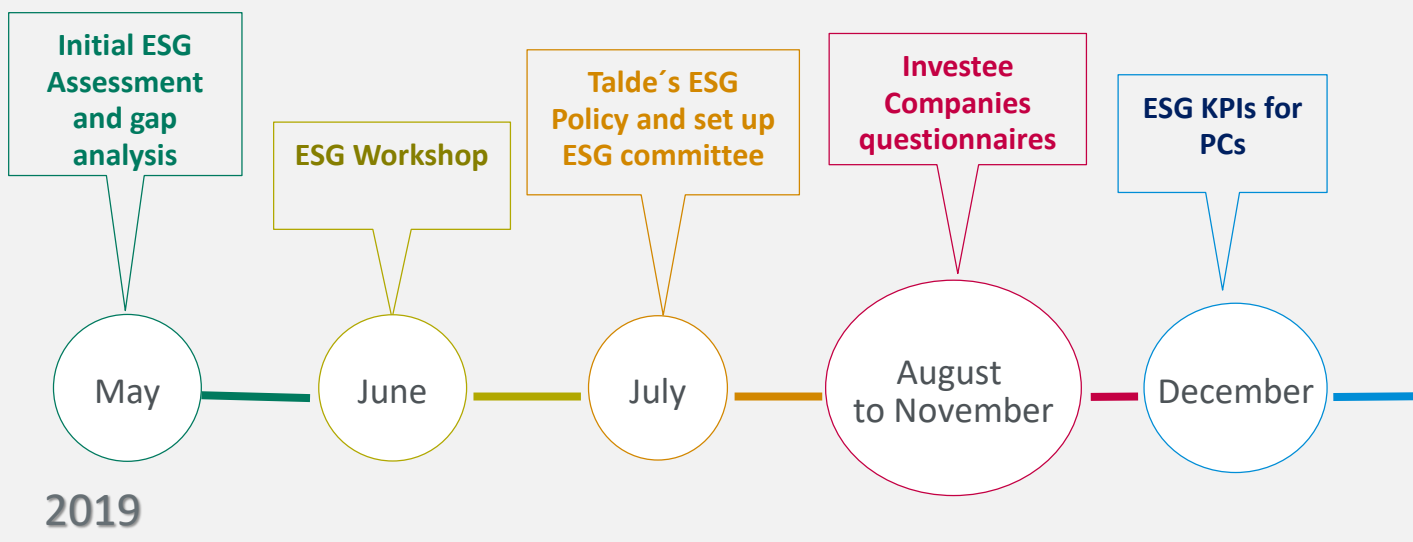 Initial ESG
Assessment
and gap
analysis
ESG Workshop
Talde´s ESG
Policy and set up
ESG committee
Investee
Companies
questionnaires
ESG KPIs for
PCs
May
June
July
August
to November
December
2019